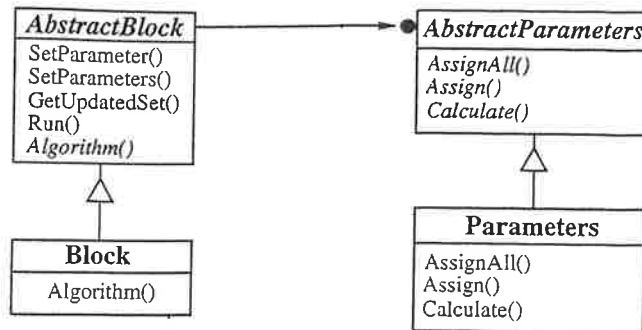 AbstractBlock
SetParameter()
SetParameters()
GetUpdatedSet()
Run()
Algorithm()
AbstractParameters
AssignAll()
Assign()
Calculate()
Block
Algorithm()
Parameters
AssignAll()
Assign()
Calculate()